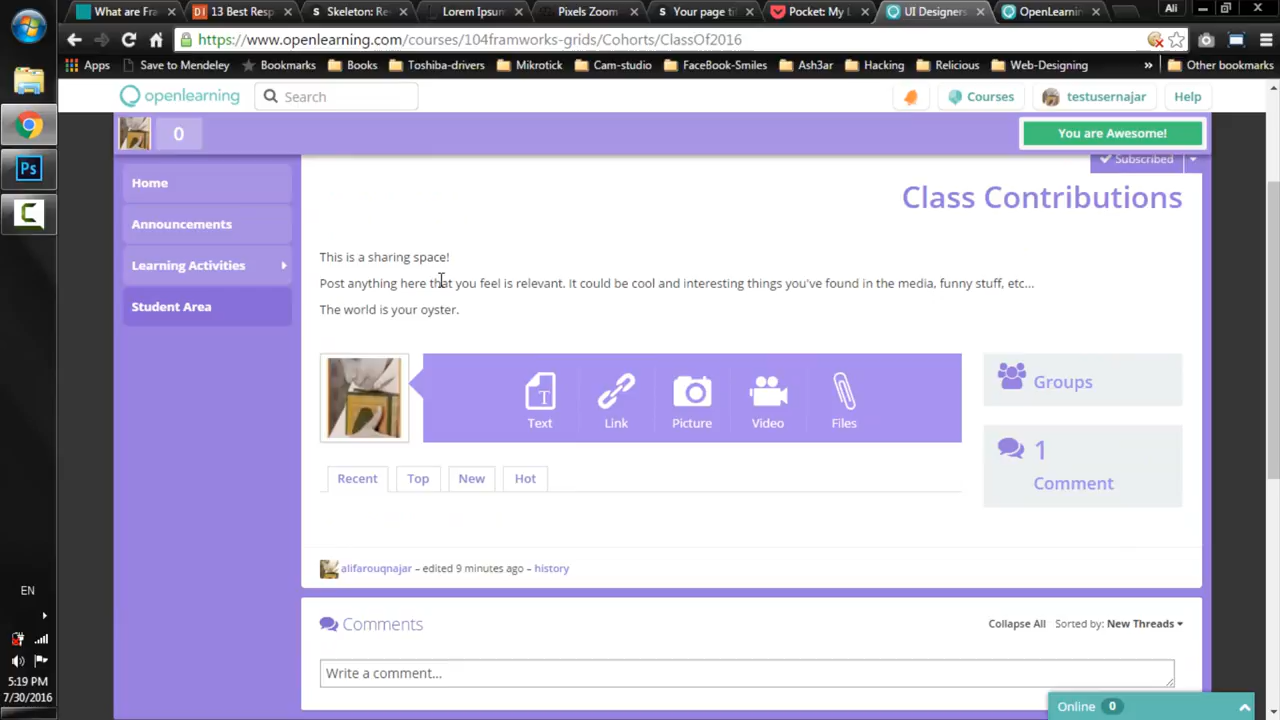 What are Fra
DI 13 Best Resp
S Skeleton: Re
Lorem Ipsum
Pixels Zoom
S Your page
Pocket: My L
UI Designers
OpenLearnin
Ali
https://www.openlearning.com/courses/104framworks-grids/Cohorts/ClassOf2016
Apps Save to Mendeley Bookmarks Books Toshiba-drivers Mikrotick Cam-studio FaceBook-Smiles Ash3ar Hacking Relicious Web-Designing » Other bookmarks
openlearning Search Courses testusernajar Help
0 You are Awesome!
Subscribed
Home
Announcements
Learning Activities
Student Area
Class Contributions
This is a sharing space!
Post anything here that you feel is relevant. It could be cool and interesting things you've found in the media, funny stuff, etc...
The world is your oyster.
T
Text Link Picture Video Files
Groups
1
Comment
Recent Top New Hot
alifarouqnajar – edited 9 minutes ago – history
Comments Collapse All Sorted by: New Threads
Write a comment...
Online 0
Ps
EN
5:19 PM
7/30/2016